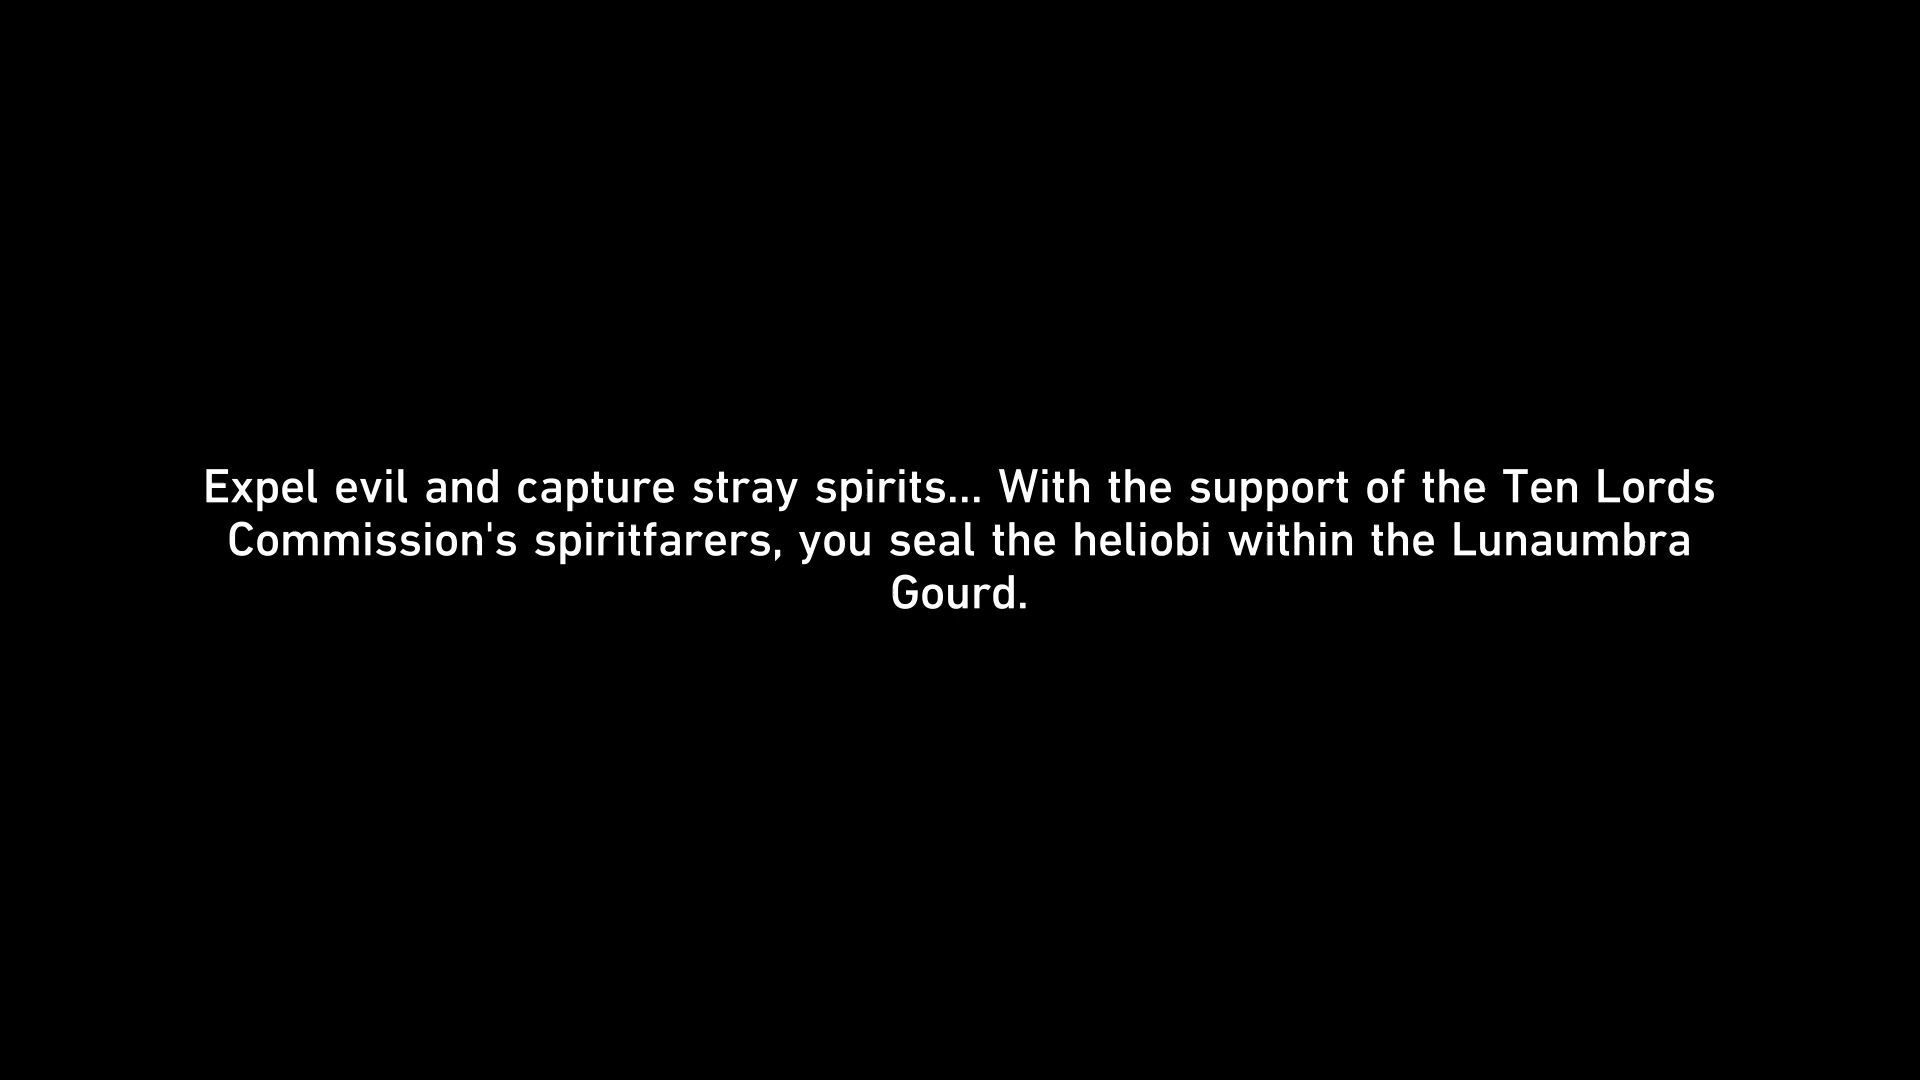 Expel evil and capture stray spirits... With the support of the Ten Lords
Commission's spiritfarers, you seal the heliobi within the Lunaumbra
Gourd.